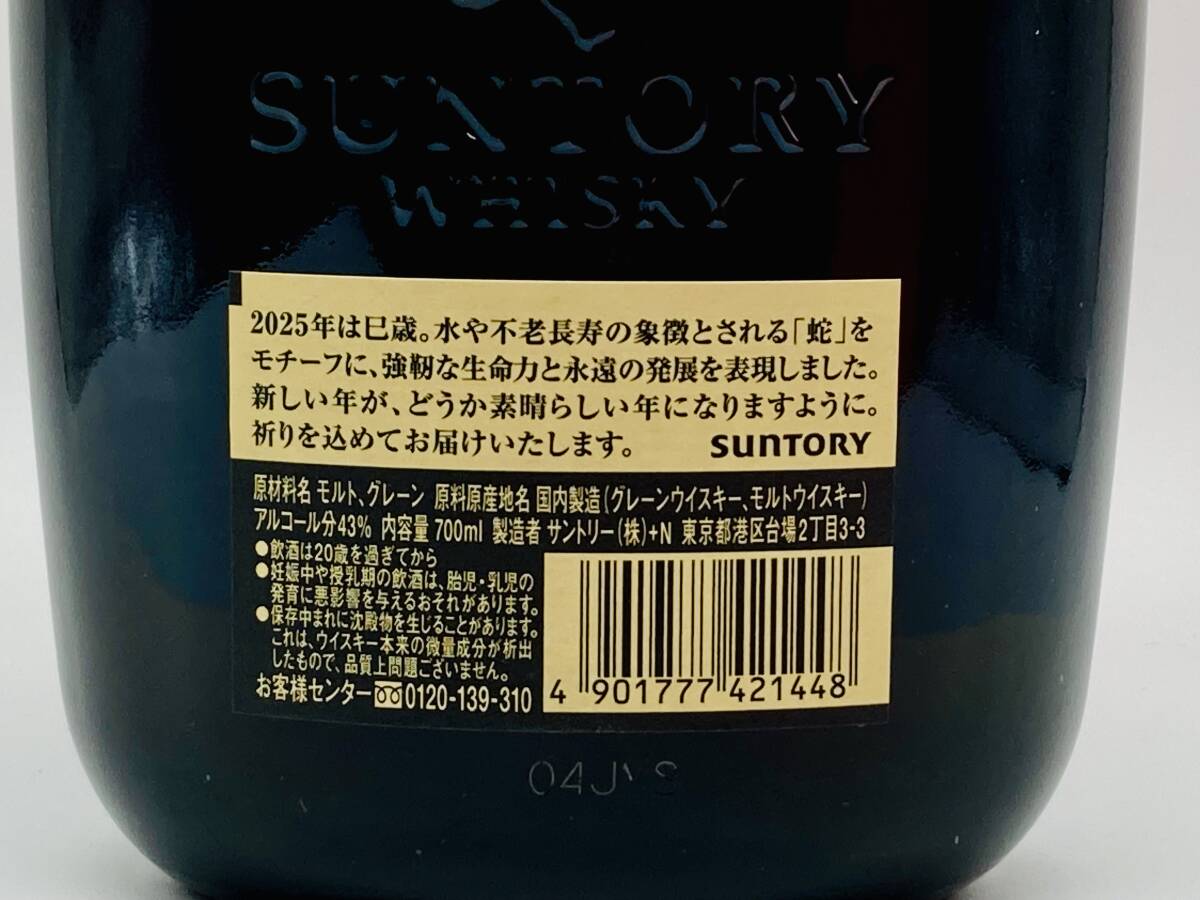 SUNTORY
WHISKY
2025年は巳歳。水や不老長寿の象徴とされる「蛇」を
モチーフに、強靭な生命力と永遠の発展を表現しました。
新しい年が、どうか素晴らしい年になりますように。
祈りを込めてお届けいたします。 SUNTORY
原材料名 モルト、グレーン 原料原産地名 国内製造(グレーンウイスキー、モルトウイスキー)
アルコール分43% 内容量 700ml 製造者 サントリー(株)+N 東京都港区台場2丁目3-3
●飲酒は20歳を過ぎてから
●妊娠中や授乳期の飲酒は、胎児・乳児の
発育に悪影響を与えるおそれがあります。
●保存中まれに沈殿物を生じることがあります。
これは、ウイスキー本来の微量成分が析出
したもので、品質上問題ございません。
お客様センター 0120-139-310
4 901777 421448